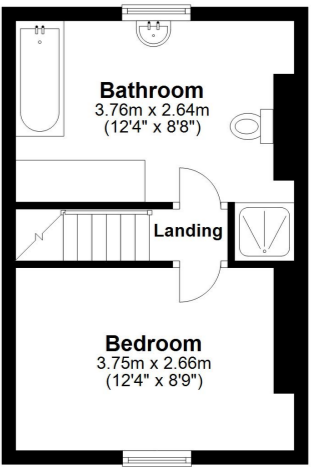 Bathroom
3.76m x 2.64m
(12'4" x 8'8")
Landing
Bedroom
3.75m x 2.66m
(12'4" x 8'9")